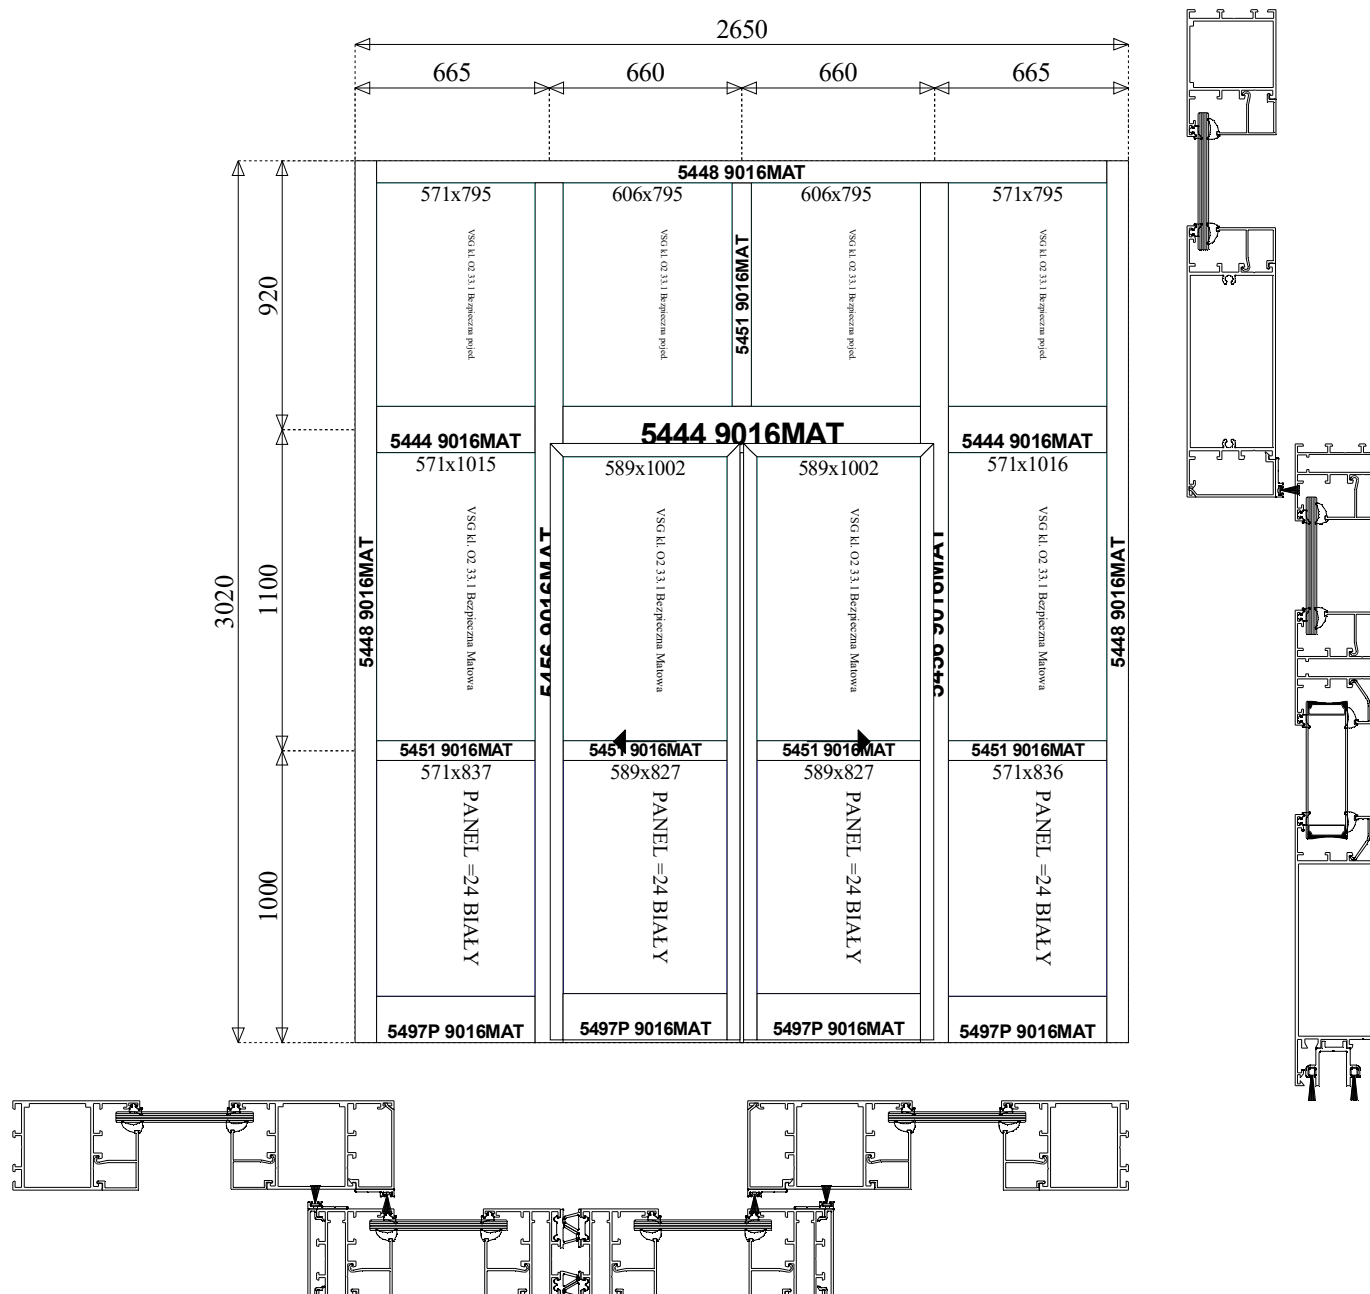 2650
665
660
660
665
5448 9016MAT
571x795
606x795
606x795
571x795
VSG kl. O2 33.1 Bezpieczna pojed.
VSG kl. O2 33.1 Bezpieczna pojed.
5451 9016MAT
VSG kl. O2 33.1 Bezpieczna pojed.
VSG kl. O2 33.1 Bezpieczna pojed.
920
5444 9016MAT
5444 9016MAT
5444 9016MAT
571x1015
589x1002
589x1002
571x1016
3020
1100
5448 9016MAT
VSG kl. O2 33.1 Bezpieczna Matowa
5456 9016MAT
VSG kl. O2 33.1 Bezpieczna Matowa
VSG kl. O2 33.1 Bezpieczna Matowa
VSG kl. O2 33.1 Bezpieczna Matowa
5448 9016MAT
5451 9016MAT
5451 9016MAT
5451 9016MAT
5451 9016MAT
571x837
589x827
589x827
571x836
1000
PANEL =24 BIAŁY
PANEL =24 BIAŁY
PANEL =24 BIAŁY
PANEL =24 BIAŁY
5497P 9016MAT
5497P 9016MAT
5497P 9016MAT
5497P 9016MAT